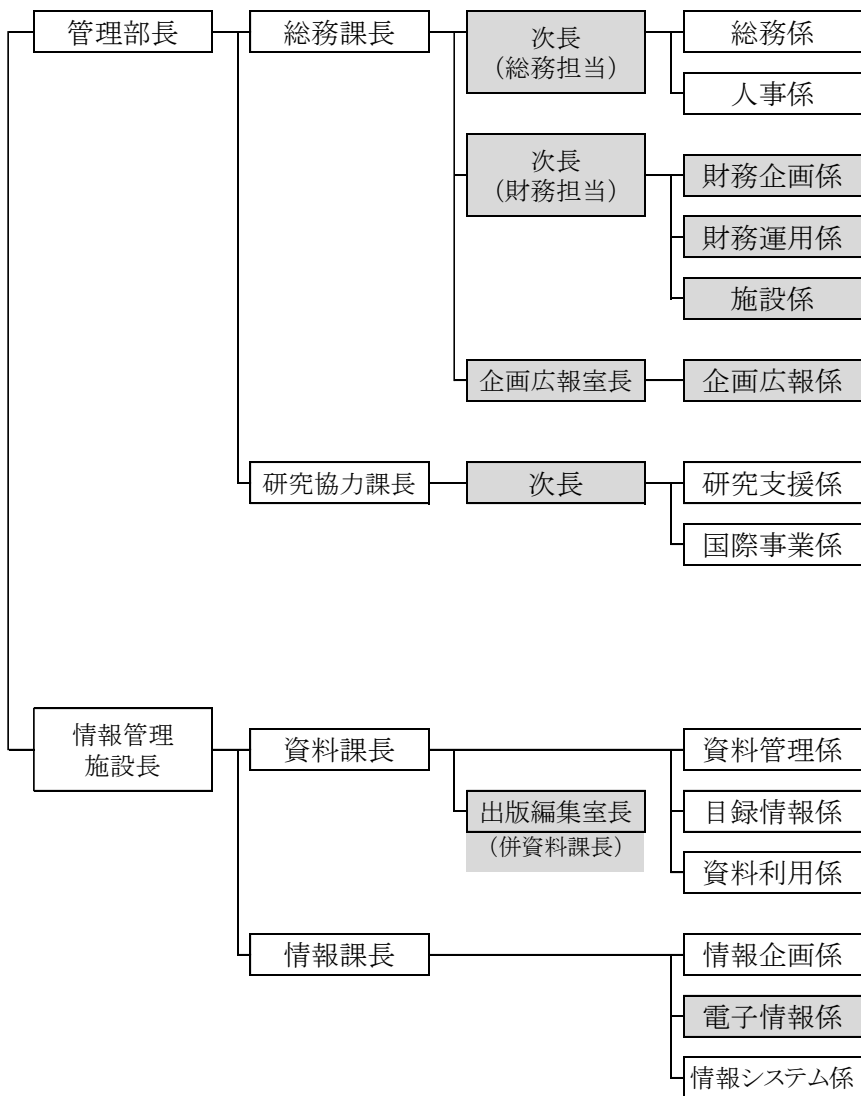 管理部長
総務課長
次長
（総務担当）
総務係
人事係
次長
（財務担当）
財務企画係
財務運用係
施設係
企画広報室長
企画広報係
研究協力課長
次長
研究支援係
国際事業係
情報管理
施設長
資料課長
資料管理係
出版編集室長
（併資料課長）
目録情報係
資料利用係
情報課長
情報企画係
電子情報係
情報システム係